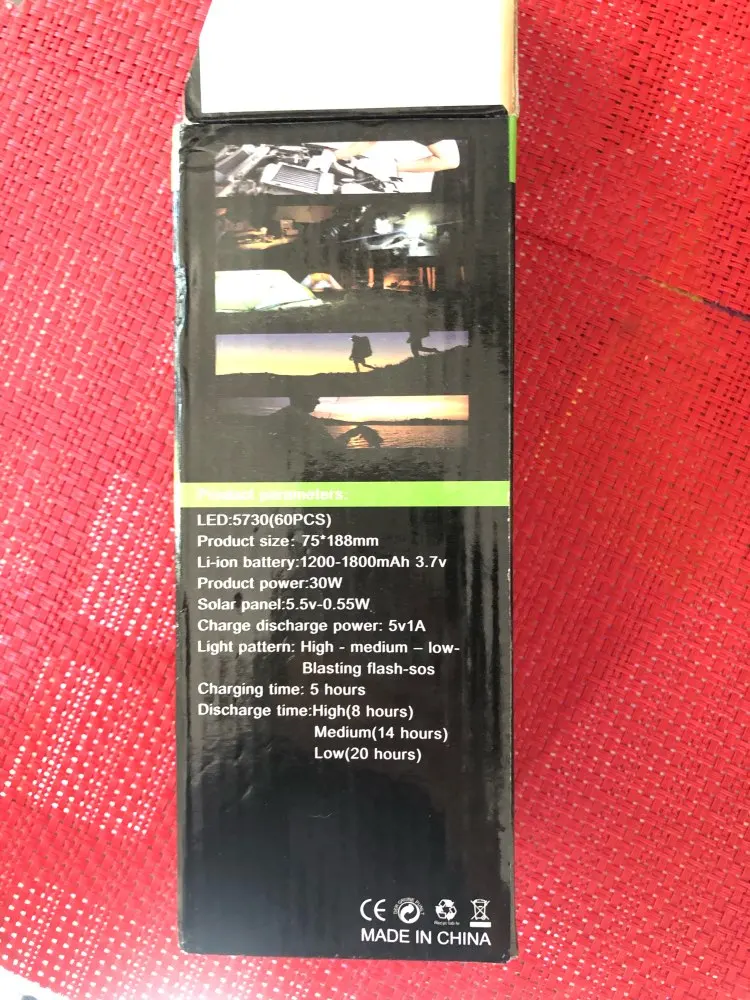 Product parameters:
LED:5730(60PCS)
Product size: 75*188mm
Li-ion battery:1200-1800mAh 3.7v
Product power:30W
Solar panel:5.5v-0.55W
Charge discharge power: 5v1A
Light pattern: High - medium – low-
Blasting flash-sos
Charging time: 5 hours
Discharge time:High(8 hours)
Medium(14 hours)
Low(20 hours)
CE
MADE IN CHINA